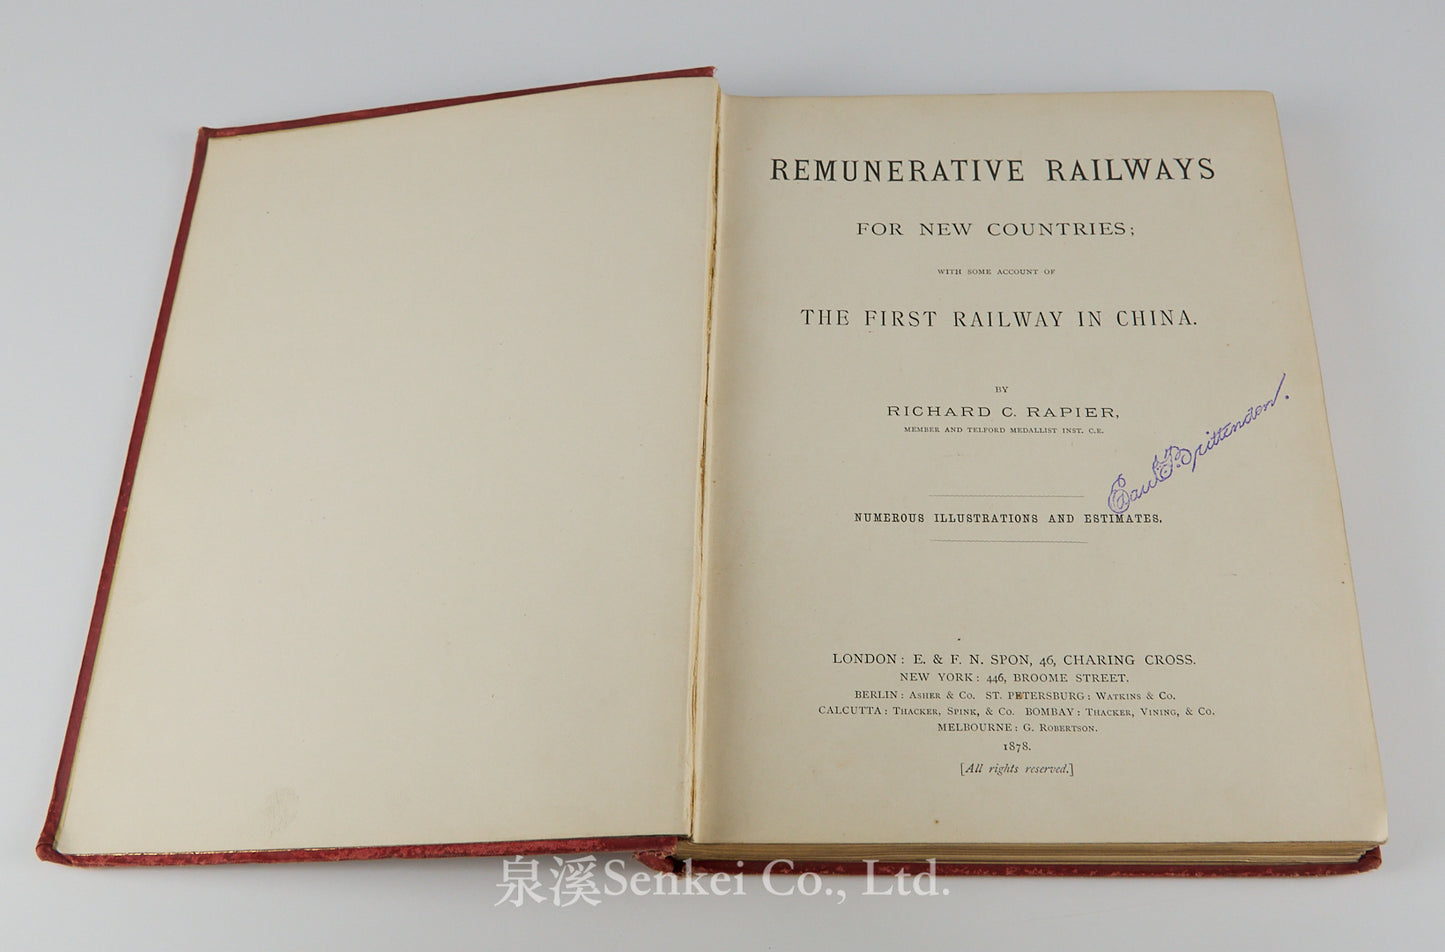 REMUNERATIVE RAILWAYS
FOR NEW COUNTRIES;
WITH SOME ACCOUNT OF
THE FIRST RAILWAY IN CHINA.
BY
RICHARD C. RAPIER,
MEMBER AND TELFORD MEDALLIST INST. C.E.
Brittenden.
NUMEROUS ILLUSTRATIONS AND ESTIMATES.
LONDON: E. & F. N. SPON, 46, CHARING CROSS.
NEW YORK: 446, BROOME STREET.
BERLIN: ASHER & CO. ST. PETERSBURG: WATKINS & CO.
CALCUTTA: THACKER, SPINK, & CO. BOMBAY: THACKER, VINING, & CO.
MELBOURNE: G. ROBERTSON.
1878.
[All rights reserved.]
泉溪Senkei Co., Ltd.